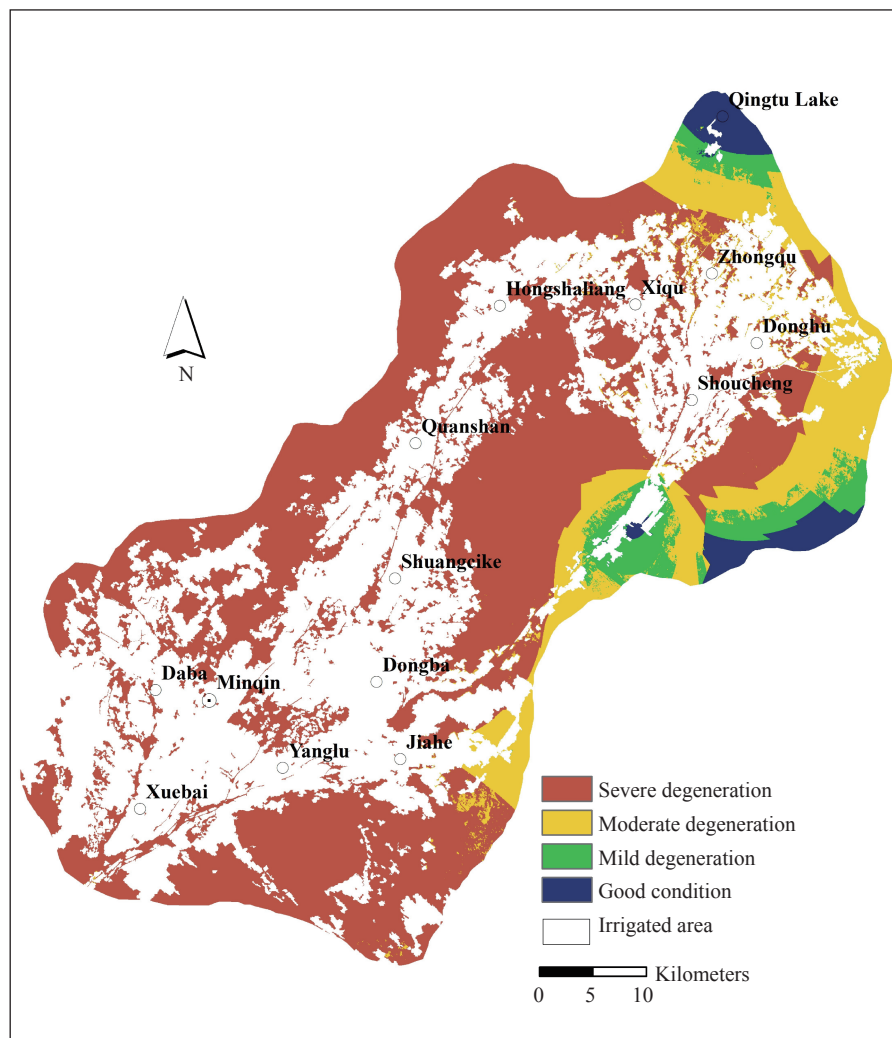 Qingtu Lake
Zhongqu
Hongshaliang
Xiqu
Donghu
Shoucheng
Quanshan
N
Shuangcike
Daba
Minqin
Dongba
Yanglu
Jiahe
Xuebai
Severe degeneration
Moderate degeneration
Mild degeneration
Good condition
Irrigated area
Kilometers
0 5 10